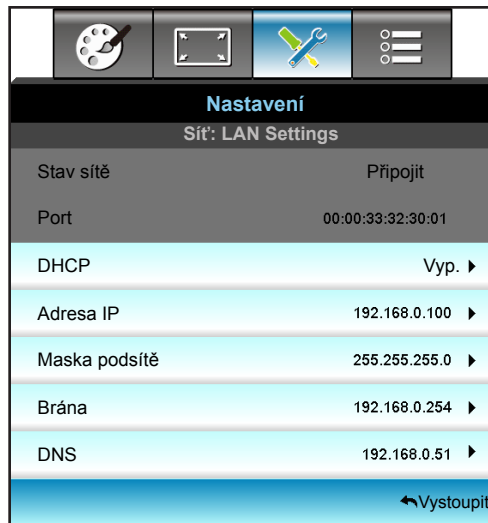 Nastavení
Síť: LAN Settings
Stav sítě Připojit
Port 00:00:33:32:30:01
DHCP Vyp.
Adresa IP 192.168.0.100
Maska podsítě 255.255.255.0
Brána 192.168.0.254
DNS 192.168.0.51
Vystoupit